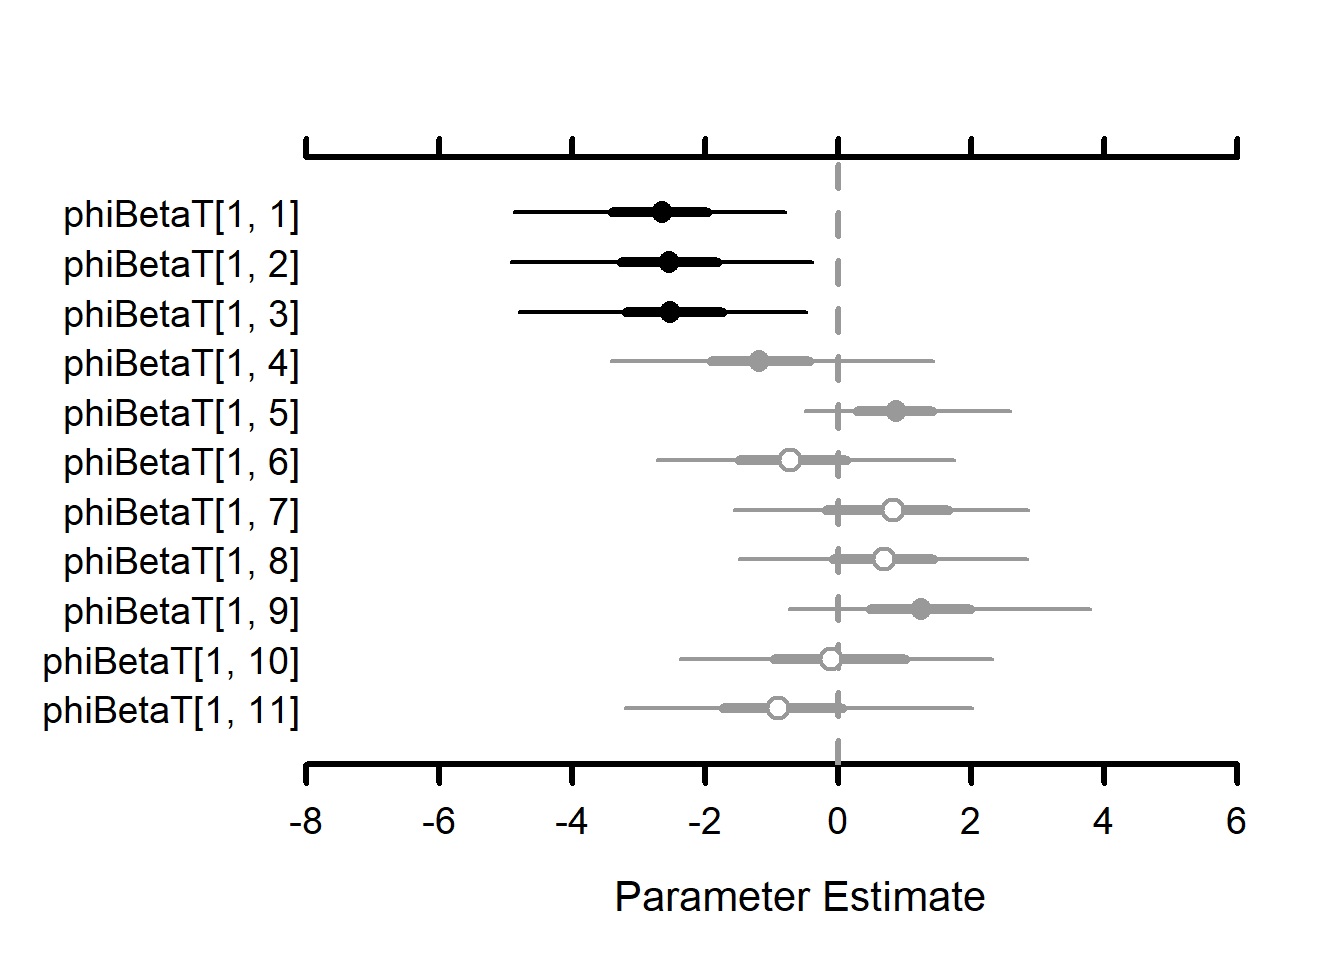 phiBetaT[1, 1]
phiBetaT[1, 2]
phiBetaT[1, 3]
phiBetaT[1, 4]
phiBetaT[1, 5]
phiBetaT[1, 6]
phiBetaT[1, 7]
phiBetaT[1, 8]
phiBetaT[1, 9]
phiBetaT[1, 10]
phiBetaT[1, 11]
-8 -6 -4 -2 0 2 4 6
Parameter Estimate